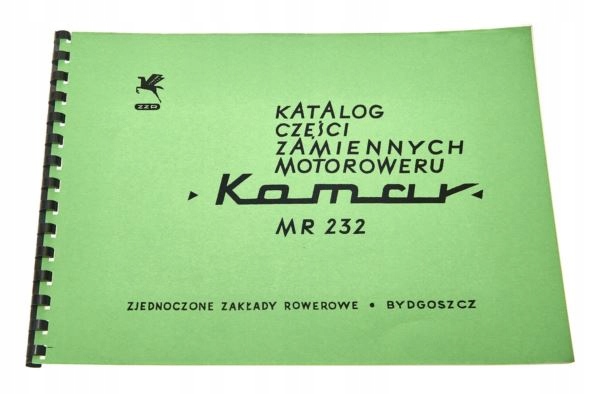 ZZR
KATALOG
CZĘŚCI
ZAMIENNYCH
MOTOROWERU
Komar
MR 232
ZJEDNOCZONE ZAKŁADY ROWEROWE • BYDGOSZCZ